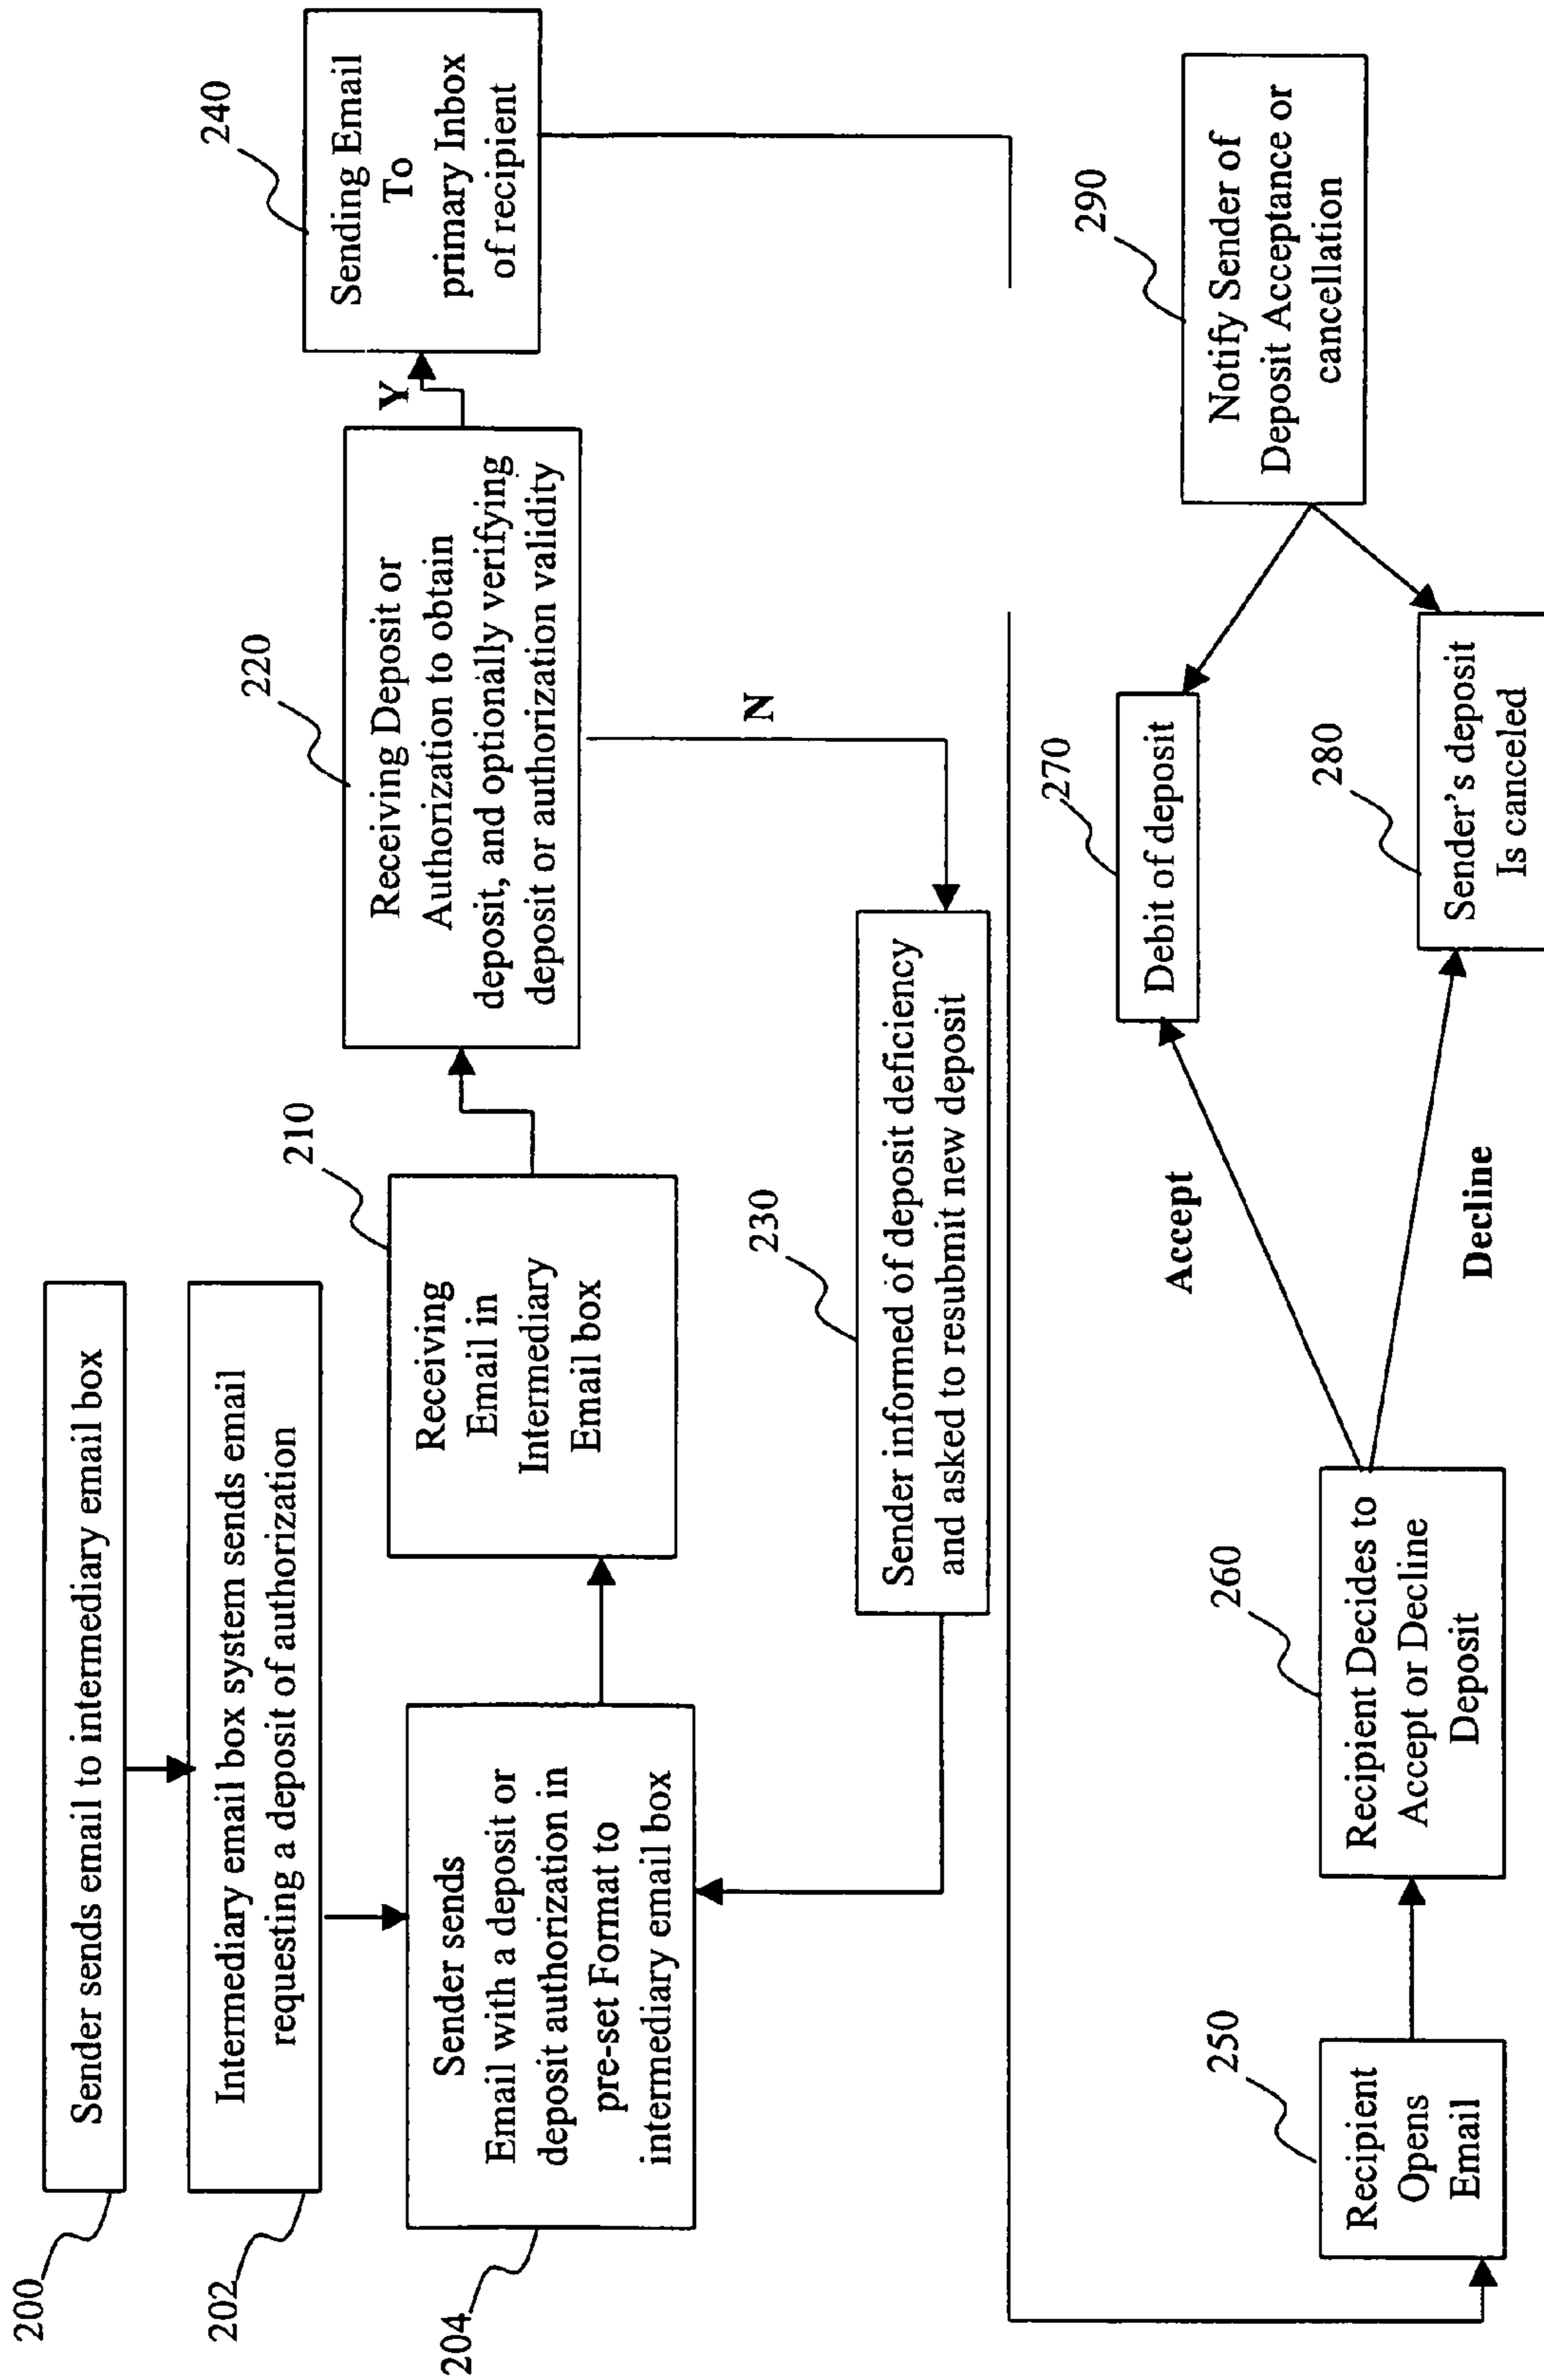 200
Sender sends email to intermediary email box
202
Intermediary email box system sends email
requesting a deposit of authorization
204
Sender sends
Email with a deposit or
deposit authorization in
pre-set Format to
intermediary email box
210
Receiving
Email in
Intermediary
Email box
220
Receiving Deposit or
Authorization to obtain
deposit, and optionally verifying
deposit or authorization validity
Y
240
Sending Email
To
primary Inbox
of recipient
N
230
Sender informed of deposit deficiency
and asked to resubmit new deposit
250
Recipient
Opens
Email
260
Recipient Decides to
Accept or Decline
Deposit
Accept
Decline
270
Debit of deposit
280
Sender's deposit
Is canceled
290
Notify Sender of
Deposit Acceptance or
cancellation